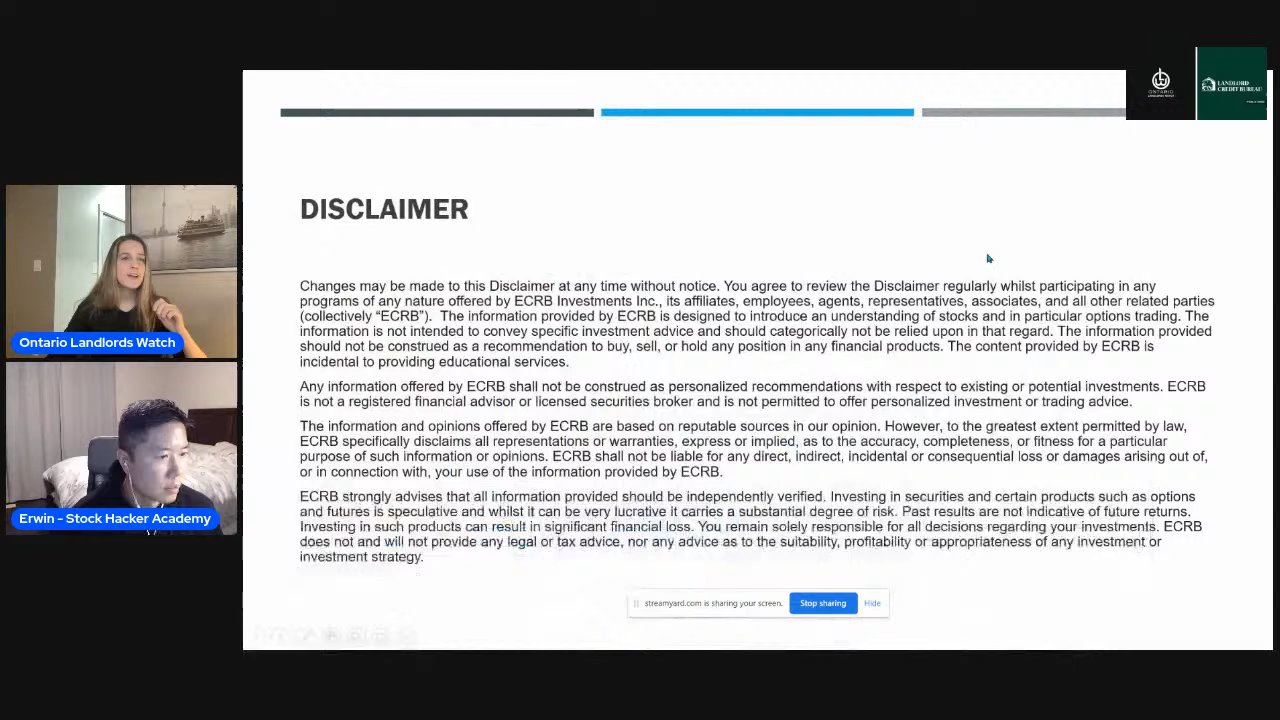 ONTARIO
LANDLORD
CREDIT BUREAU
DISCLAIMER
Changes may be made to this Disclaimer at any time without notice. You agree to review the Disclaimer regularly whilst participating in any
programs of any nature offered by ECRB Investments Inc., its affiliates, employees, agents, representatives, associates, and all other related parties
(collectively “ECRB”). The information provided by ECRB is designed to introduce an understanding of stocks and in particular options trading. The
information is not intended to convey specific investment advice and should categorically not be relied upon in that regard. The information provided
should not be construed as a recommendation to buy, sell, or hold any position in any financial products. The content provided by ECRB is
incidental to providing educational services.
Any information offered by ECRB shall not be construed as personalized recommendations with respect to existing or potential investments. ECRB
is not a registered financial advisor or licensed securities broker and is not permitted to offer personalized investment or trading advice.
The information and opinions offered by ECRB are based on reputable sources in our opinion. However, to the greatest extent permitted by law,
ECRB specifically disclaims all representations or warranties, express or implied, as to the accuracy, completeness, or fitness for a particular
purpose of such information or opinions. ECRB shall not be liable for any direct, indirect, incidental or consequential loss or damages arising out of,
or in connection with, your use of the information provided by ECRB.
ECRB strongly advises that all information provided should be independently verified. Investing in securities and certain products such as options
and futures is speculative and whilst it can be very lucrative it carries a substantial degree of risk. Past results are not indicative of future returns.
Investing in such products can result in significant financial loss. You remain solely responsible for all decisions regarding your investments. ECRB
does not and will not provide any legal or tax advice, nor any advice as to the suitability, profitability or appropriateness of any investment or
investment strategy.
Ontario Landlords Watch
Erwin - Stock Hacker Academy
streamyard.com is sharing your screen.
Stop sharing
Hide